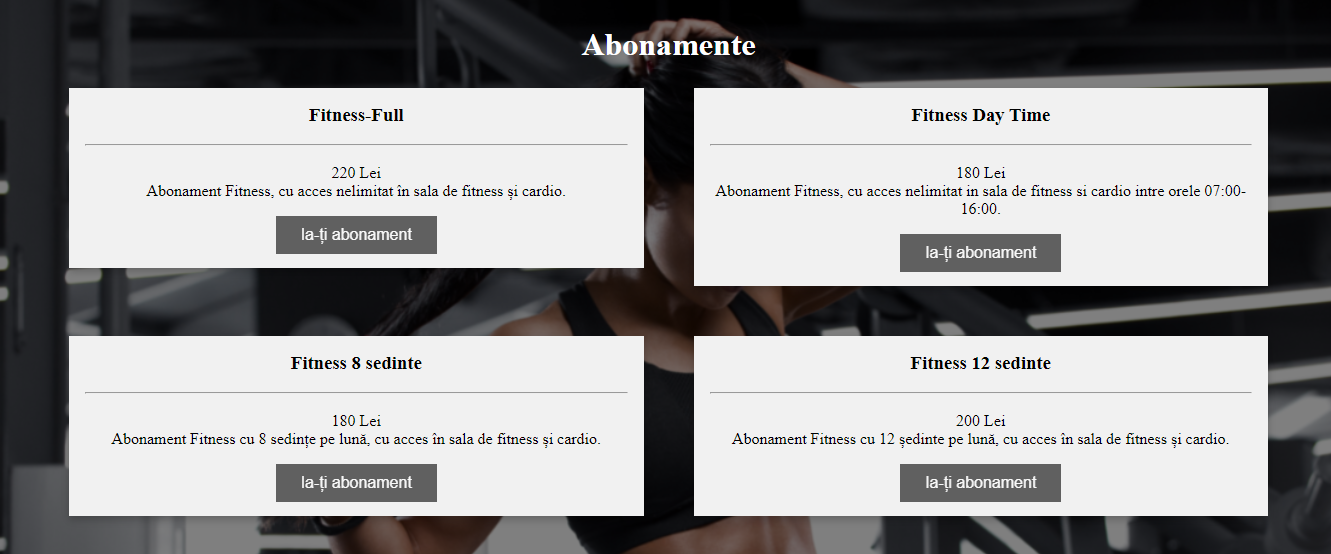 Abonamente
Fitness-Full
220 Lei
Abonament Fitness, cu acces nelimitat în sala de fitness și cardio.
Ia-ți abonament
Fitness Day Time
180 Lei
Abonament Fitness, cu acces nelimitat in sala de fitness si cardio intre orele 07:00-
16:00.
Ia-ți abonament
Fitness 8 sedinte
180 Lei
Abonament Fitness cu 8 sedințe pe lună, cu acces în sala de fitness și cardio.
Ia-ți abonament
Fitness 12 sedinte
200 Lei
Abonament Fitness cu 12 ședinte pe lună, cu acces în sala de fitness și cardio.
Ia-ți abonament